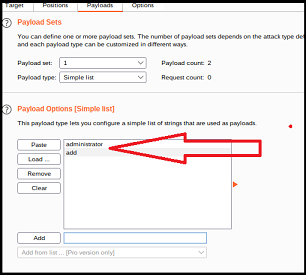 Target Positions Payloads Options
? Payload Sets
You can define one or more payload sets. The number of payload sets depends on the attack type def
and each payload type can be customized in different ways.
Payload set: 1 Payload count: 2
Payload type: Simple list Request count: 0
? Payload Options [Simple list]
This payload type lets you configure a simple list of strings that are used as payloads.
Paste administrator
Load ... add
Remove
Clear
Add
Add from list ... [Pro version only]